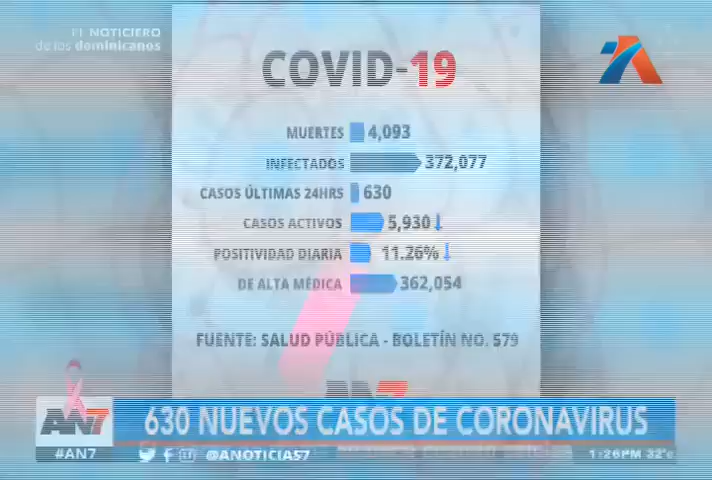 El NOTICIERO
de los dominicanos
COVID-19
MUERTES 4,093
INFECTADOS 372,077
CASOS ÚLTIMAS 24HRS 630
CASOS ACTIVOS 5,930
POSITIVIDAD DIARIA 11.26%
DE ALTA MÉDICA 362,054
FUENTE: SALUD PÚBLICA - BOLETÍN NO. 579
AN7
AN7
630 NUEVOS CASOS DE CORONAVIRUS
#AN7
@ANOTICIAS7
1:26PM 32°c